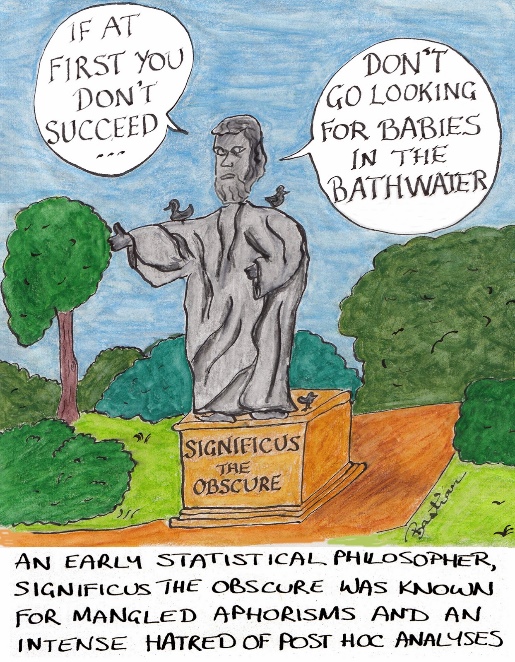 IF AT
FIRST YOU
DON'T
SUCCEED
...
DON'T
GO LOOKING
FOR BABIES
IN THE
BATHWATER
SIGNIFICUS
THE
OBSCURE
Bastian
AN EARLY STATISTICAL PHILOSOPHER,
SIGNIFICUS THE OBSCURE WAS KNOWN
FOR MANGLED APHORISMS AND AN
INTENSE HATRED OF POST HOC ANALYSES